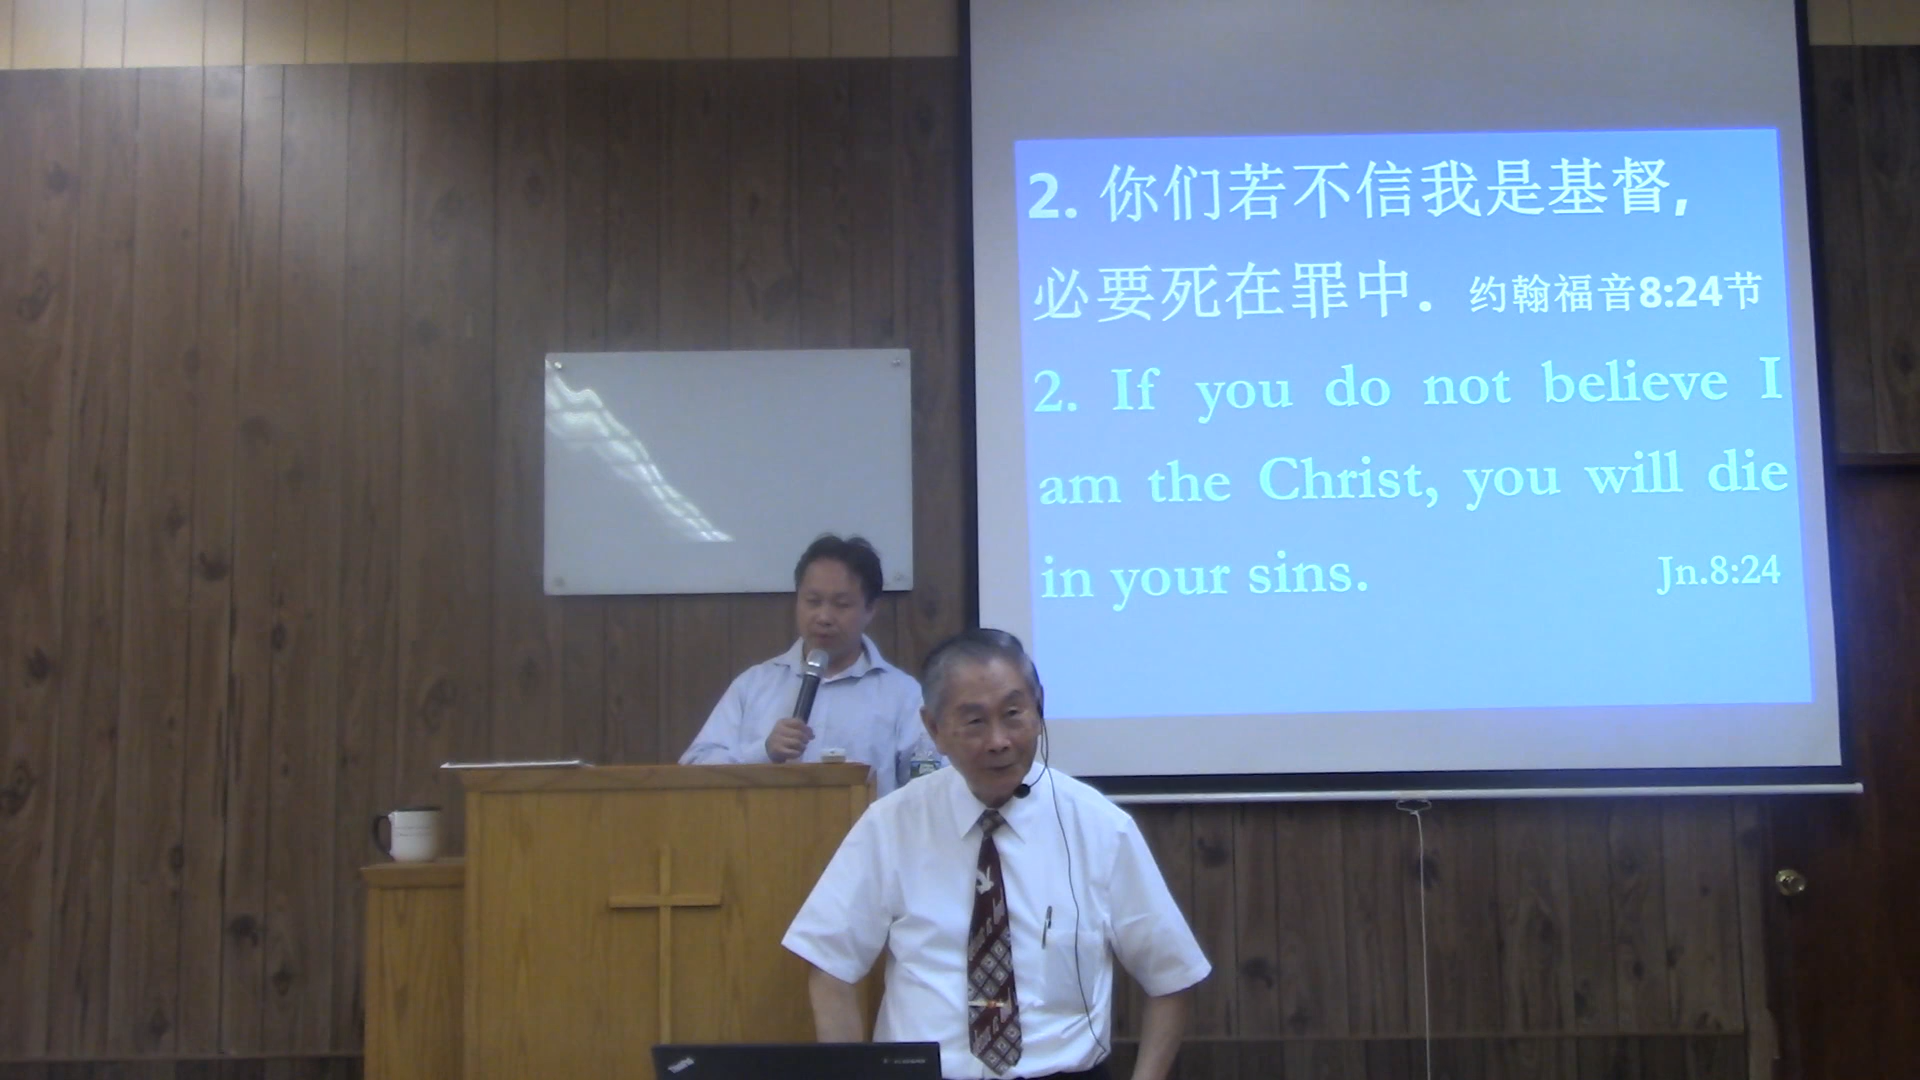 2. 你们若不信我是基督,
必要死在罪中. 约翰福音8:24节
2. If you do not believe I
am the Christ, you will die
in your sins. Jn.8:24